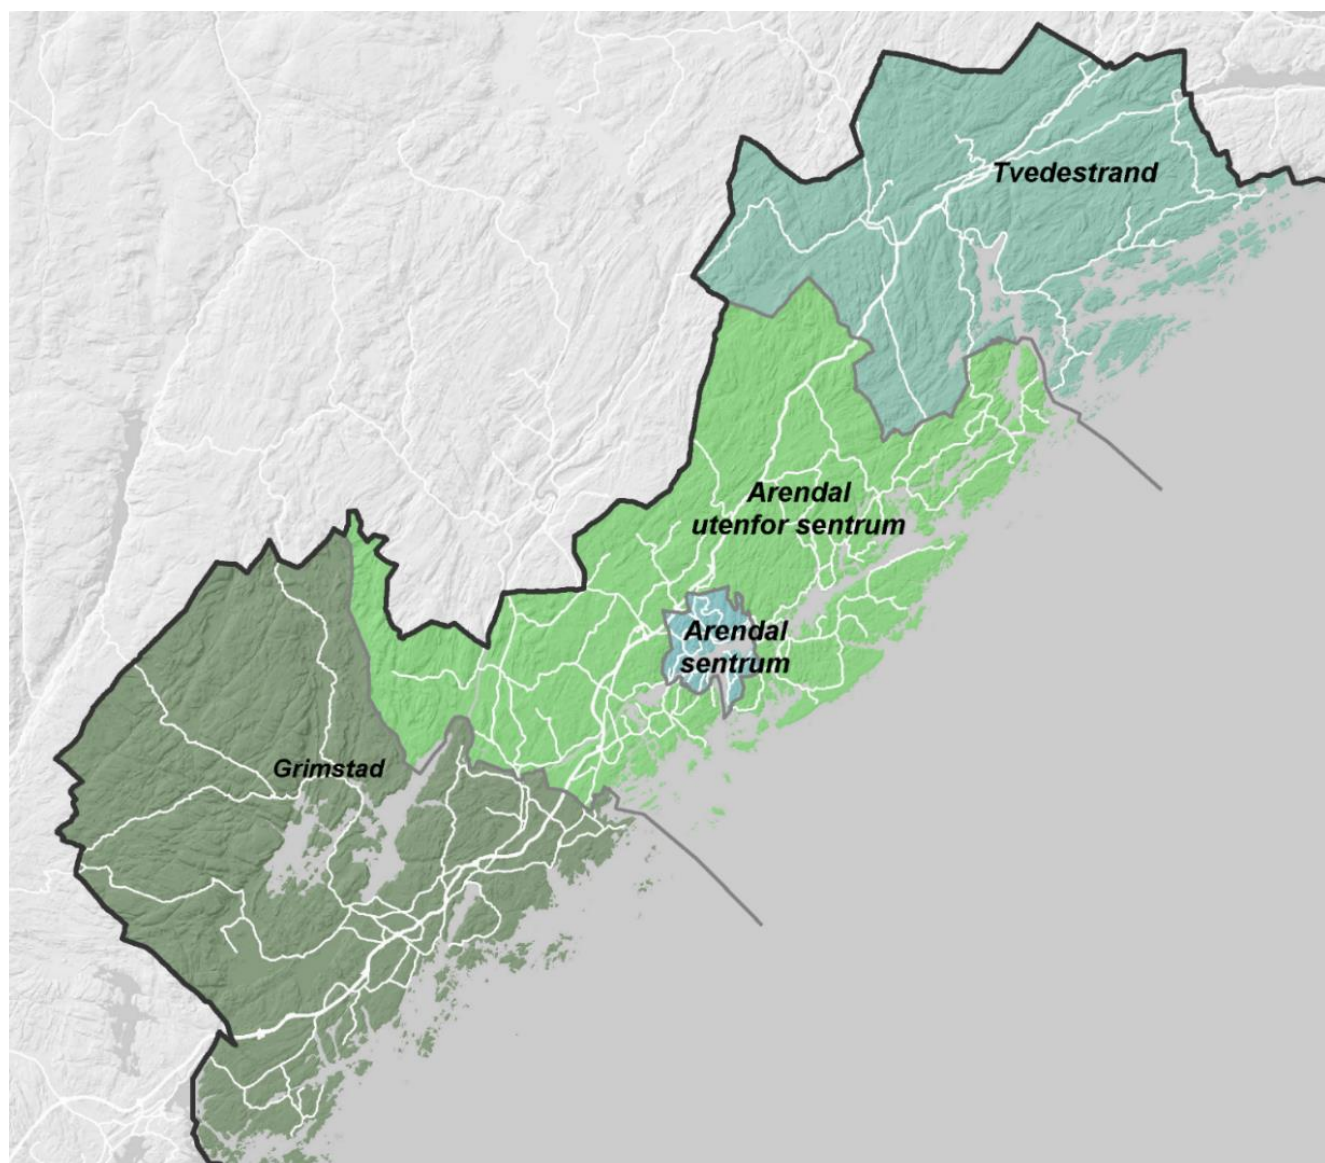 Tvedestrand
Arendal
utenfor sentrum
Arendal
sentrum
Grimstad